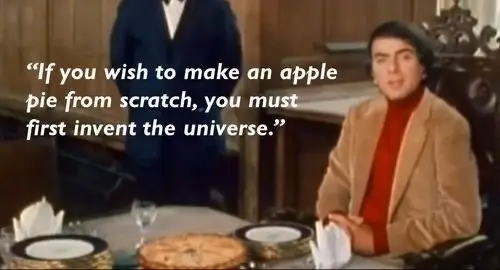 “If you wish to make an apple
pie from scratch, you must
first invent the universe.”